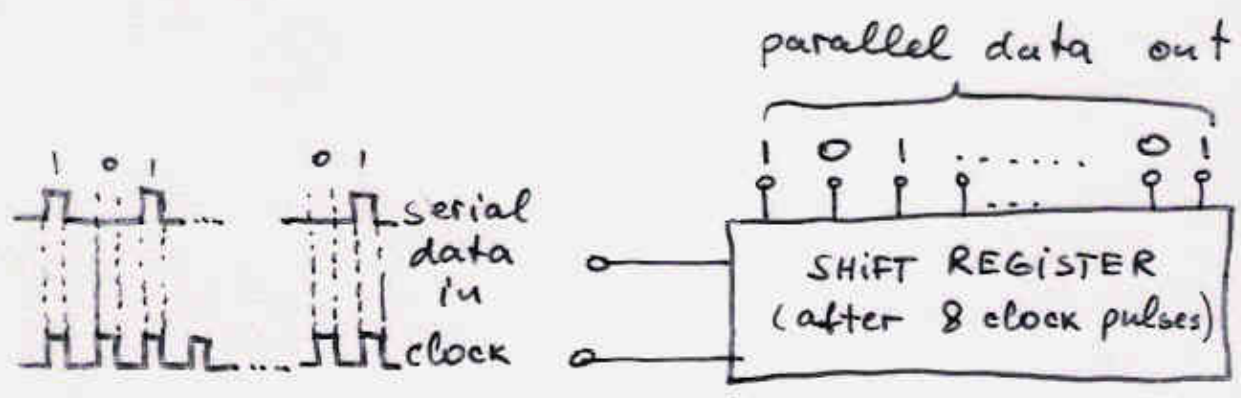 parallel data out
1 0 1 ...... 0 1
1 0 1 ... 0 1
serial
data
in
clock
...
SHiFT REGiSTER
(after 8 clock pulses)